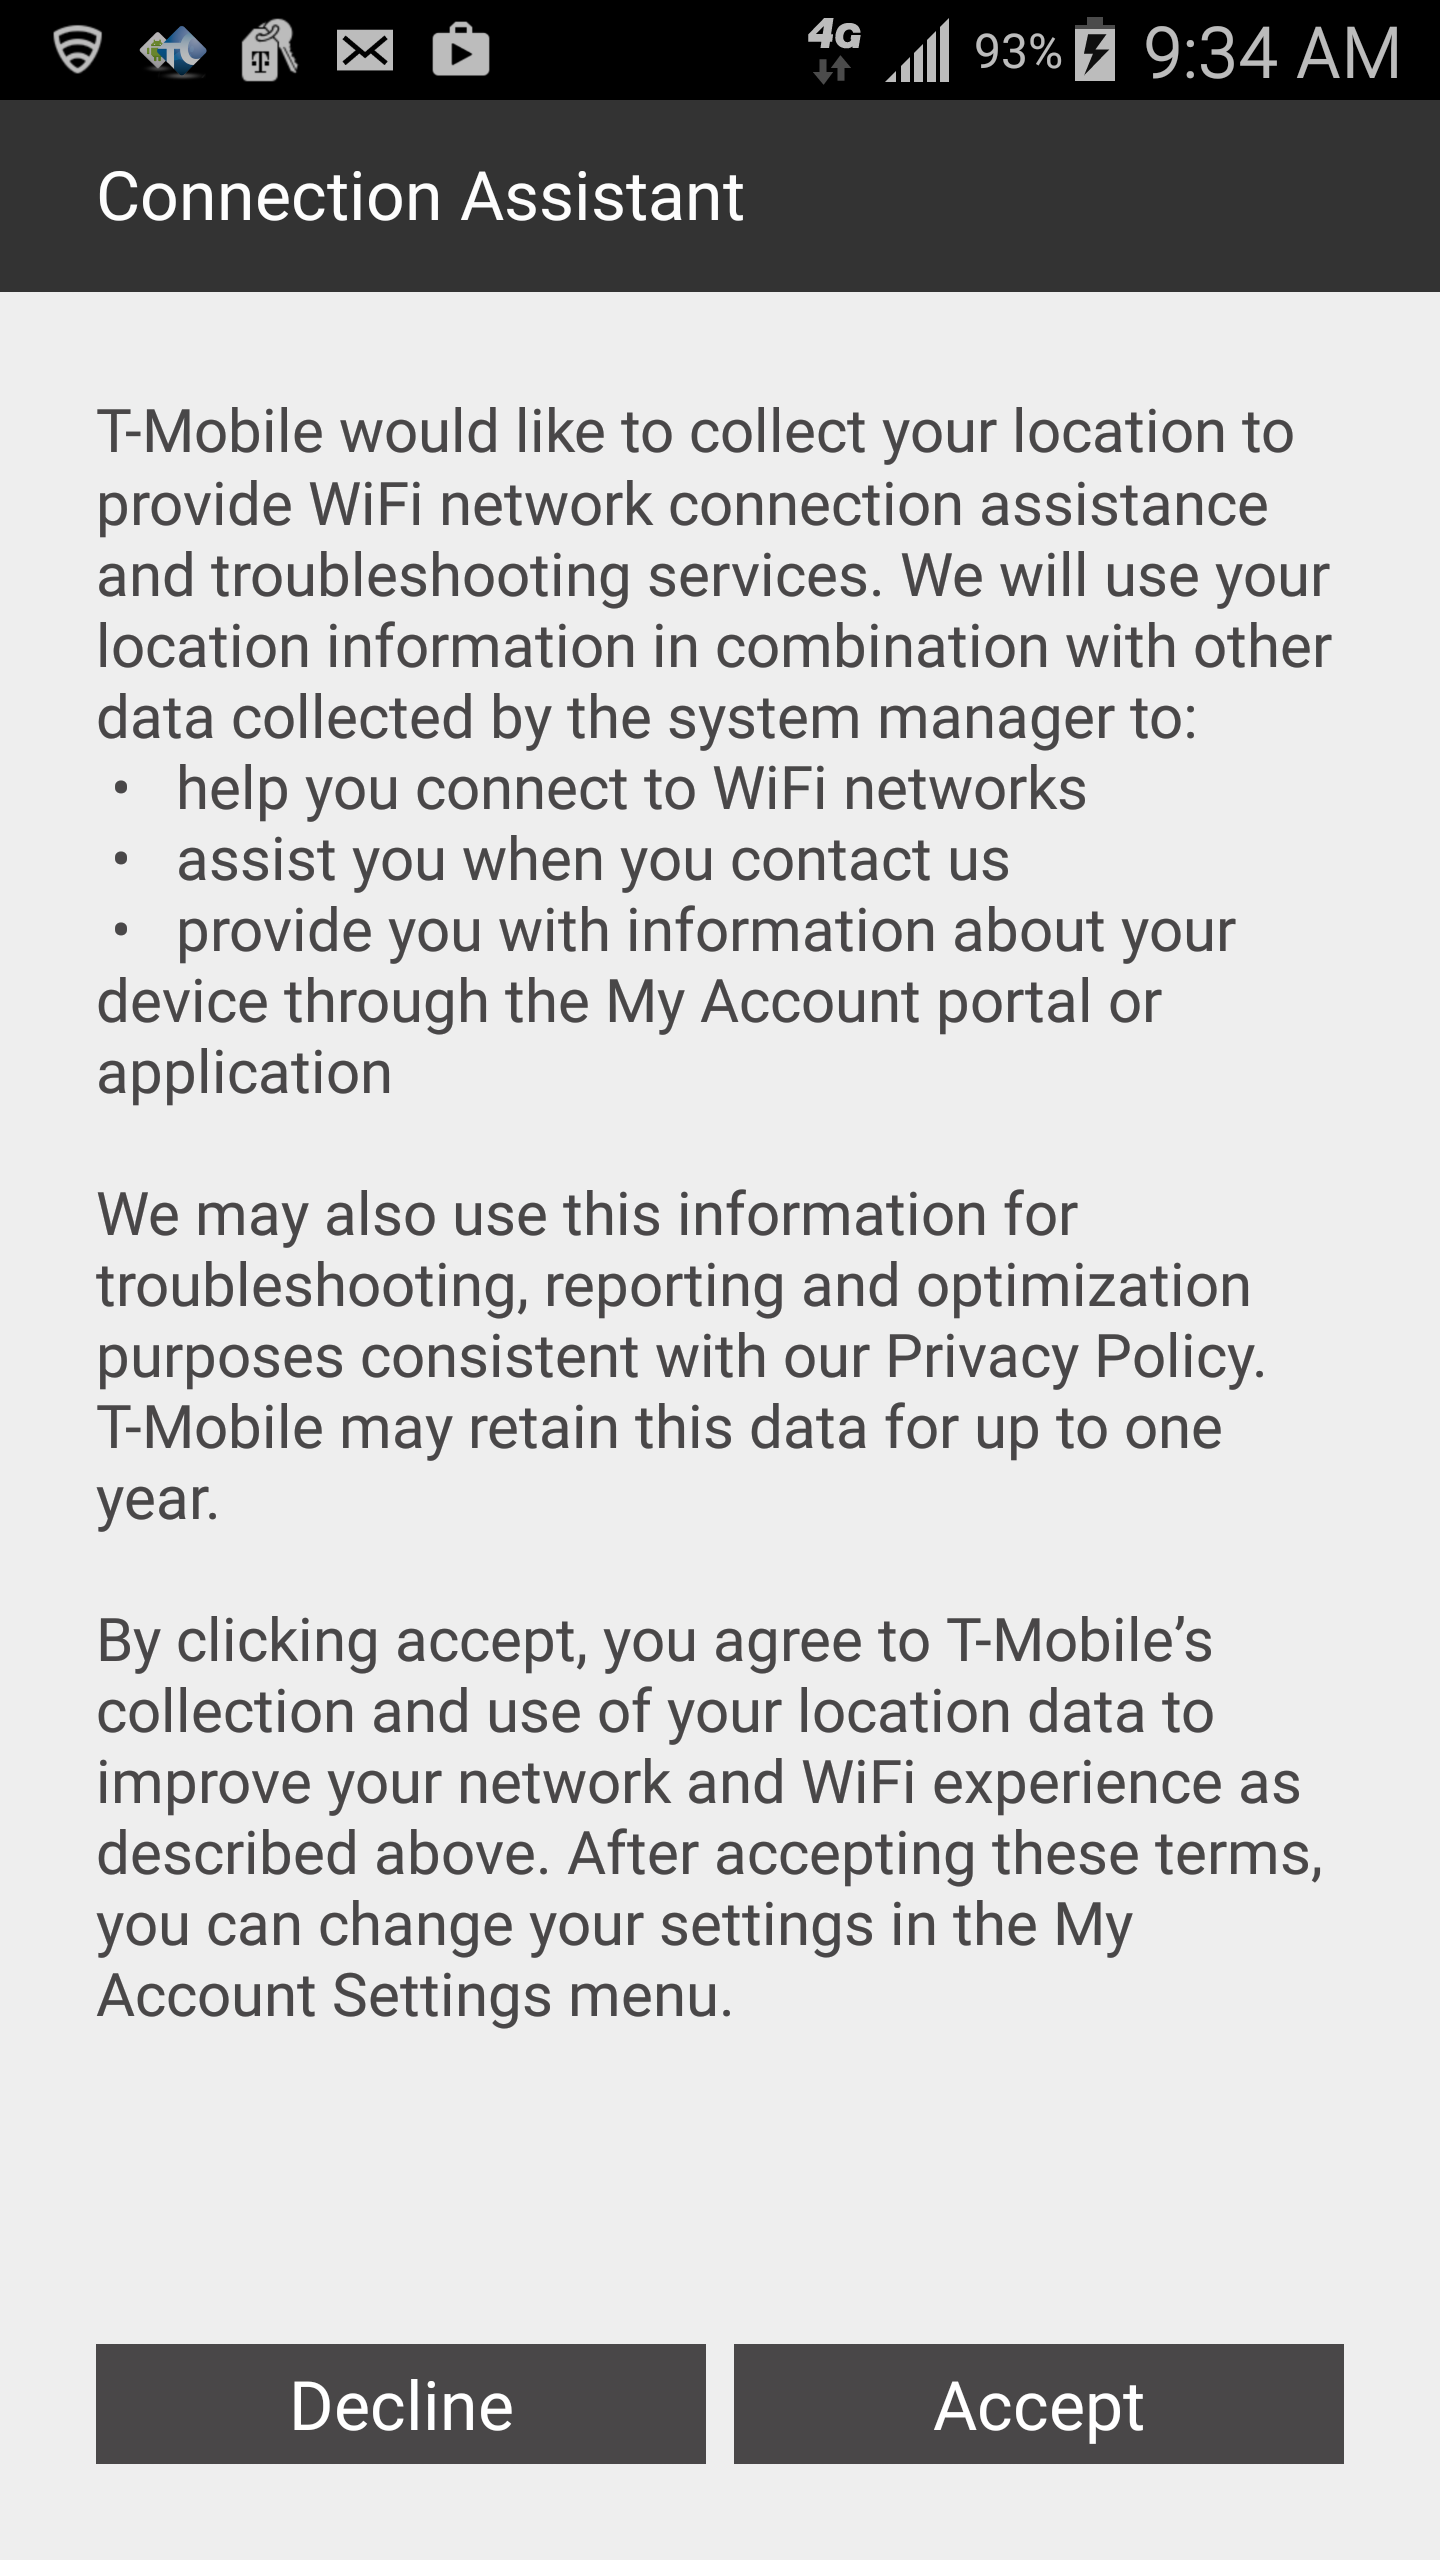 4G 93% 9:34 AM
Connection Assistant
T-Mobile would like to collect your location to
provide WiFi network connection assistance
and troubleshooting services. We will use your
location information in combination with other
data collected by the system manager to:
• help you connect to WiFi networks
• assist you when you contact us
• provide you with information about your
device through the My Account portal or
application
We may also use this information for
troubleshooting, reporting and optimization
purposes consistent with our Privacy Policy.
T-Mobile may retain this data for up to one
year.
By clicking accept, you agree to T-Mobile’s
collection and use of your location data to
improve your network and WiFi experience as
described above. After accepting these terms,
you can change your settings in the My
Account Settings menu.
Decline Accept